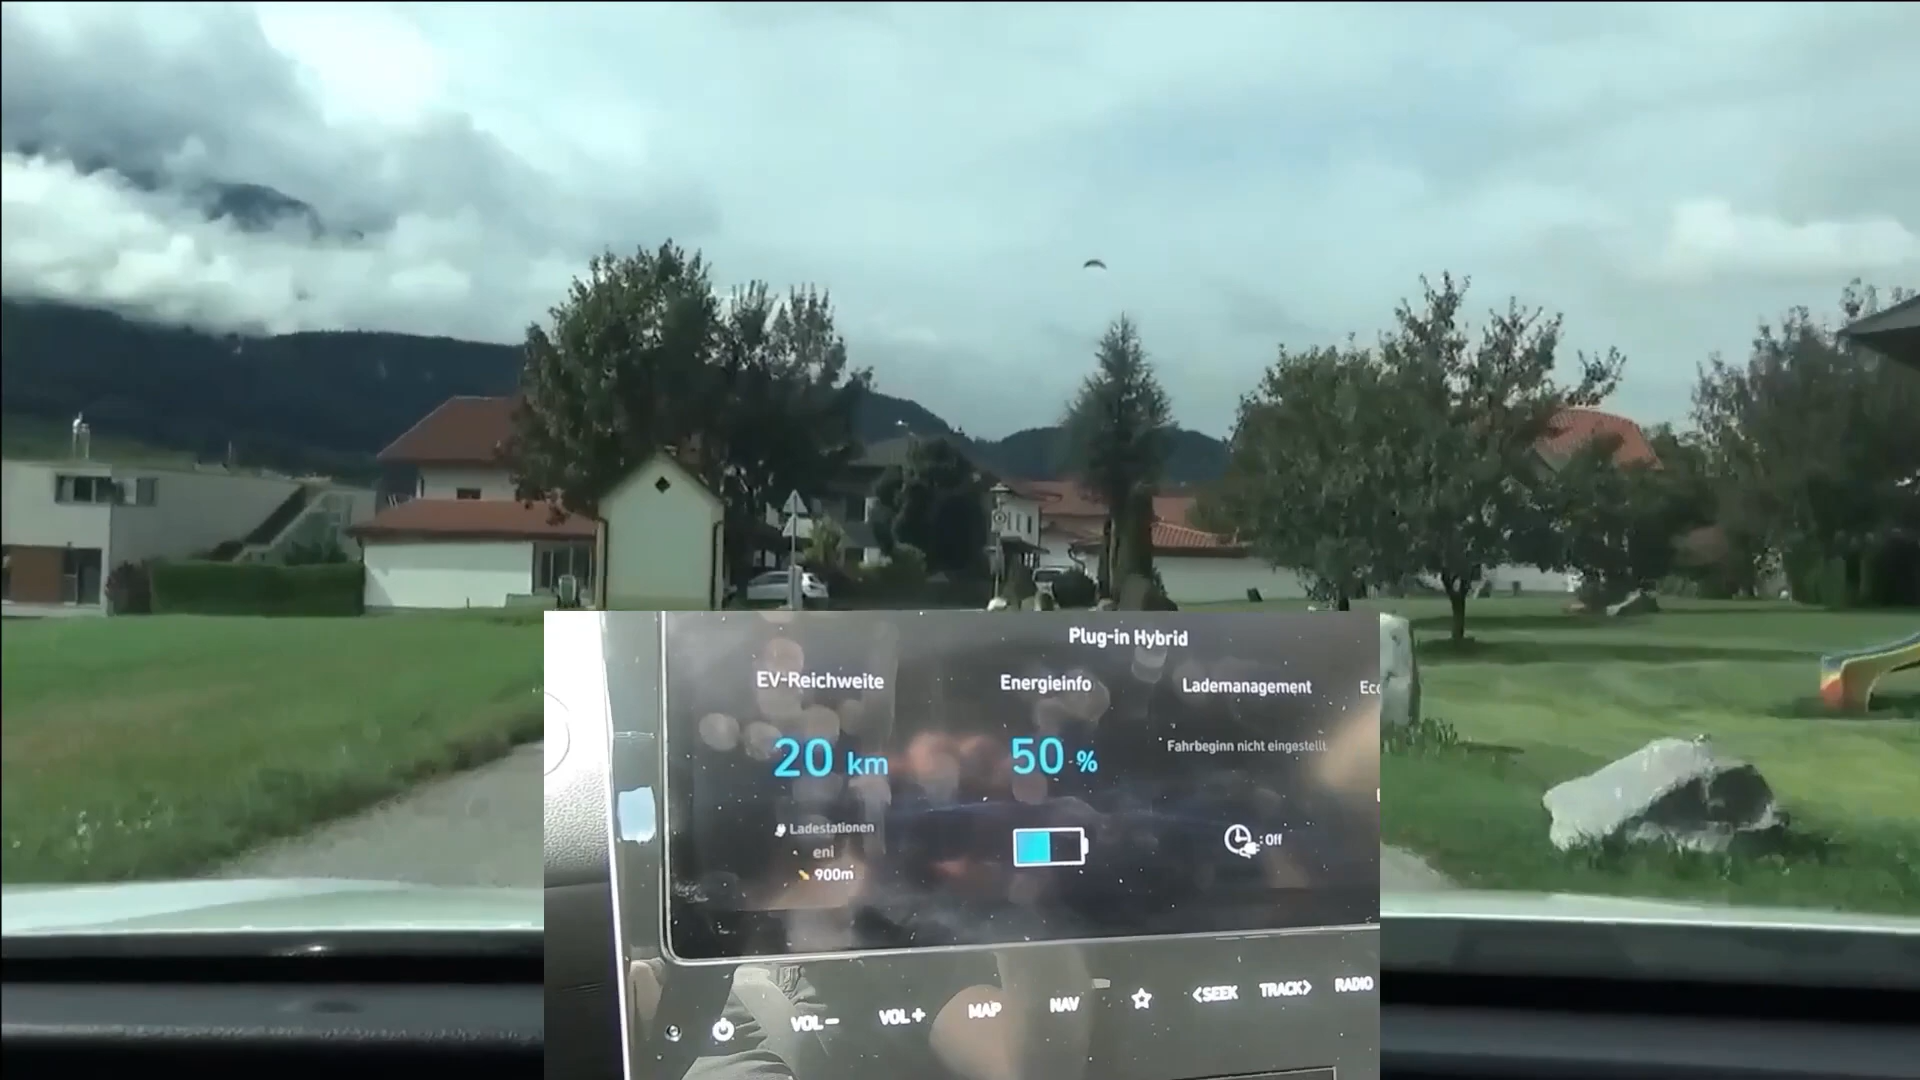 Plug-in Hybrid
EV-Reichweite
Energieinfo
Lademanagement
20 km
50 %
Fahrbeginn nicht eingestellt
Ladestationen
eni
: Off
900m
VOL−
VOL+
MAP
NAV
<SEEK
TRACK>
RADIO